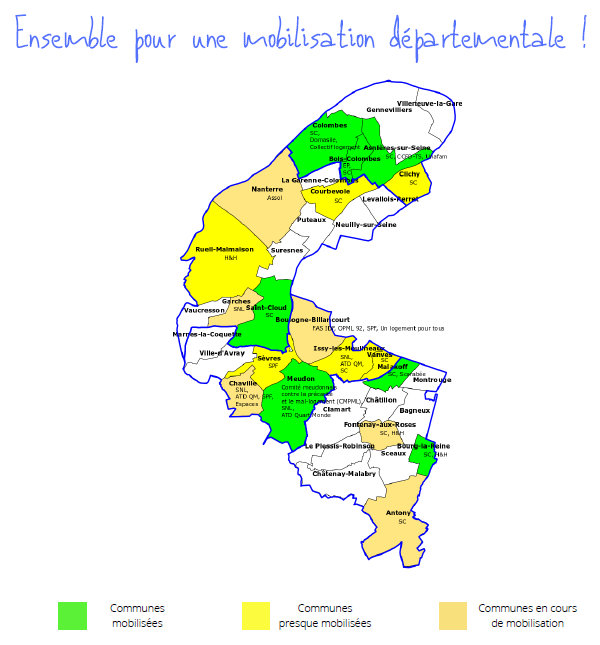 Ensemble pour une mobilisation départementale !
Villeneuve-la-Gare
Gennevilliers
Colombes
SC,
Domasile,
Collectif logement
Asnières-sur-Seine
SC, CCFD-TS, Unafam
Bois-Colombes
SC
Clichy
SC
La Garenne-Colombes
Nanterre
Assol
Courbevoie
SC
Levallois-Perret
Puteaux
Neuilly-sur-Seine
Rueil-Malmaison
H&H
Suresnes
Garches
SNL
Vaucresson
Saint-Cloud
SC
Boulogne-Billancourt
FAS IDF, OPML 92, SPF, Un logement pour tous
Marnes-la-Coquette
Ville-d'Avray
Issy-les-Moulineaux
SNL,
ATD QM,
SC
Vanves
SC
Sèvres
SPF
Malakoff
SC, Scarabée
Montrouge
Chaville
SNL,
ATD QM, SPF,
Espaces
Meudon
Comité meudonnais
contre la précarité
et le mal-logement (CMPML)
SNL,
ATD Quart Monde
Châtillon
Clamart
Bagneux
Fontenay-aux-Roses
SC, H&H
Le Plessis-Robinson
Bourg-la-Reine
SC, H&H
Sceaux
Châtenay-Malabry
Antony
SC
Communes
mobilisées
Communes
presque mobilisées
Communes en cours
de mobilisation